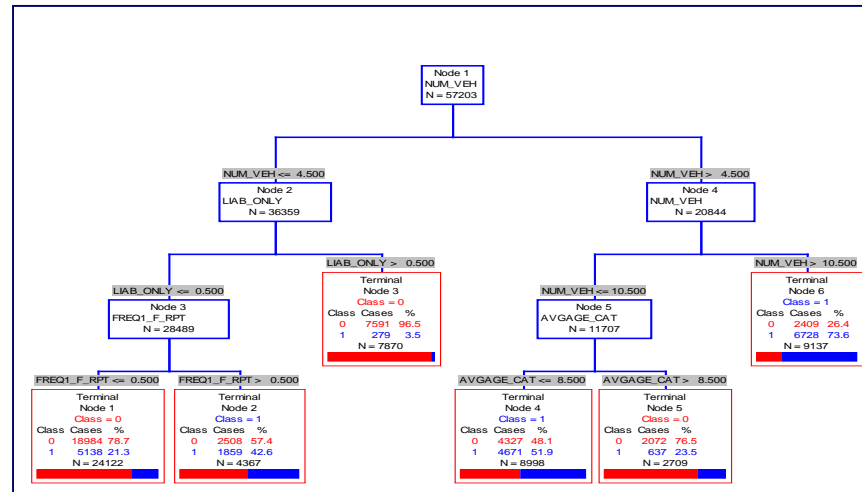 Node 1
NUM_VEH
N = 57203
NUM_VEH <= 4.500
NUM_VEH > 4.500
Node 2
LIAB_ONLY
N = 36359
Node 4
NUM_VEH
N = 20844
LIAB_ONLY <= 0.500
LIAB_ONLY > 0.500
NUM_VEH <= 10.500
NUM_VEH > 10.500
Node 3
FREQ1_F_RPT
N = 28489
Terminal
Node 3
Class = 0
Class Cases %
0 7591 96.5
1 279 3.5
N = 7870
Node 5
AVGAGE_CAT
N = 11707
Terminal
Node 6
Class = 1
Class Cases %
0 2409 26.4
1 6728 73.6
N = 9137
FREQ1_F_RPT <= 0.500
FREQ1_F_RPT > 0.500
AVGAGE_CAT <= 8.500
AVGAGE_CAT > 8.500
Terminal
Node 1
Class = 0
Class Cases %
0 18984 78.7
1 5138 21.3
N = 24122
Terminal
Node 2
Class = 1
Class Cases %
0 2508 57.4
1 1859 42.6
N = 4367
Terminal
Node 4
Class = 1
Class Cases %
0 4327 48.1
1 4671 51.9
N = 8998
Terminal
Node 5
Class = 0
Class Cases %
0 2072 76.5
1 637 23.5
N = 2709